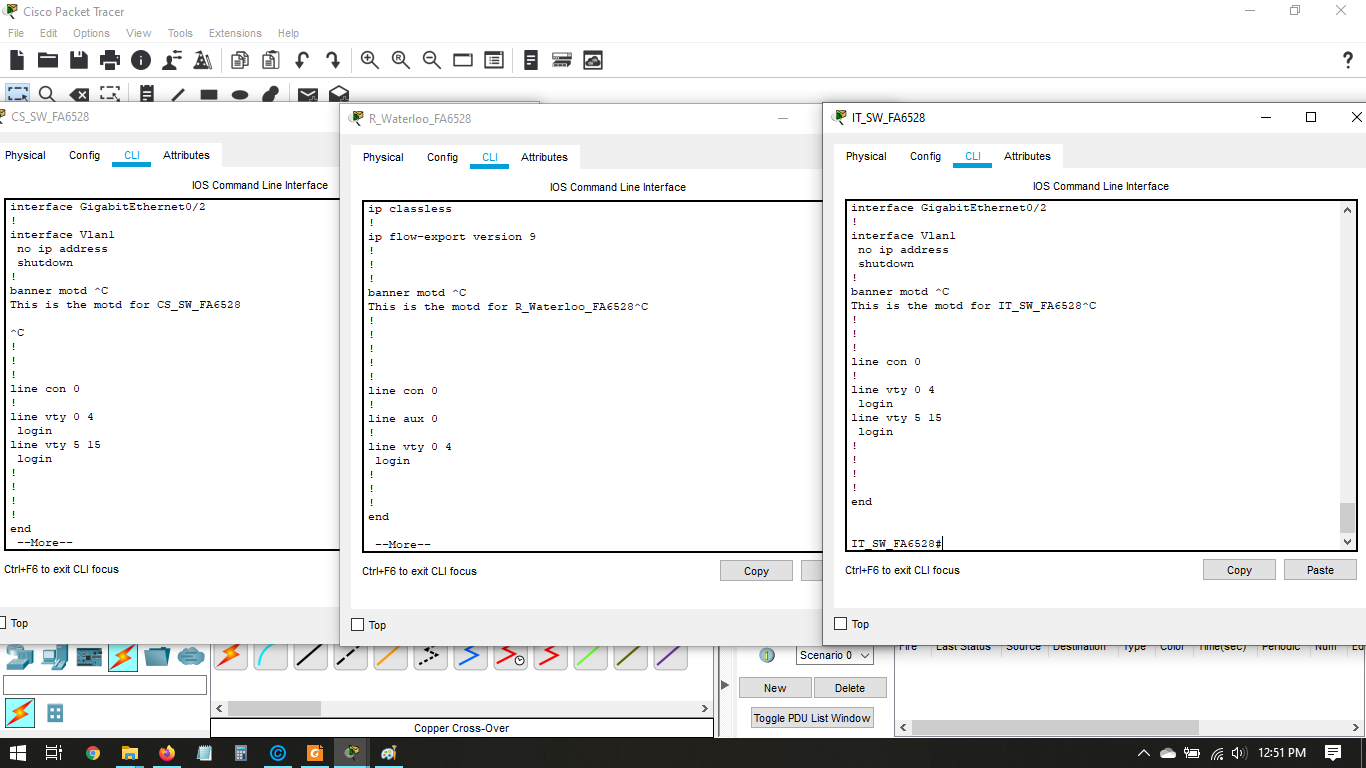 Cisco Packet Tracer
File Edit Options View Tools Extensions Help
?
CS_SW_FA6528
Physical Config CLI Attributes
IOS Command Line Interface
interface GigabitEthernet0/2
!
interface Vlan1
no ip address
shutdown
!
banner motd ^C
This is the motd for CS_SW_FA6528
^C
!
!
!
line con 0
!
line vty 0 4
login
line vty 5 15
login
!
!
!
!
end
--More--
Ctrl+F6 to exit CLI focus
Top
R_Waterloo_FA6528
Physical Config CLI Attributes
IOS Command Line Interface
ip classless
!
ip flow-export version 9
!
!
!
banner motd ^C
This is the motd for R_Waterloo_FA6528^C
!
!
!
!
!
line con 0
!
line aux 0
!
line vty 0 4
login
!
!
!
end
--More--
Ctrl+F6 to exit CLI focus
Copy
Top
IT_SW_FA6528
Physical Config CLI Attributes
IOS Command Line Interface
interface GigabitEthernet0/2
!
interface Vlan1
no ip address
shutdown
!
banner motd ^C
This is the motd for IT_SW_FA6528^C
!
!
!
line con 0
!
line vty 0 4
login
line vty 5 15
login
!
!
!
!
end
IT_SW_FA6528#
Ctrl+F6 to exit CLI focus
Copy Paste
Top
Scenario 0
Fire Last Status Source Destination Type Color Time(sec) Periodic Num Ed
New Delete
Toggle PDU List Window
Copper Cross-Over
12:51 PM